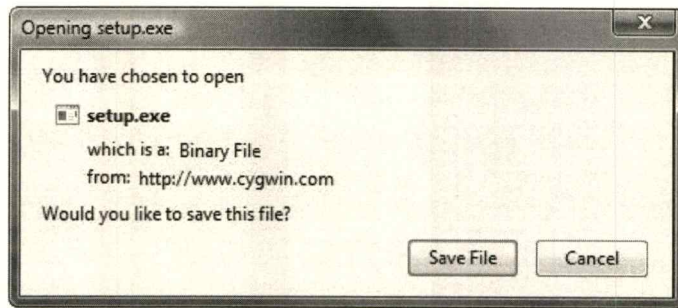 Opening setup.exe
X
You have chosen to open
setup.exe
which is a: Binary File
from: http://www.cygwin.com
Would you like to save this file?
Save File
Cancel